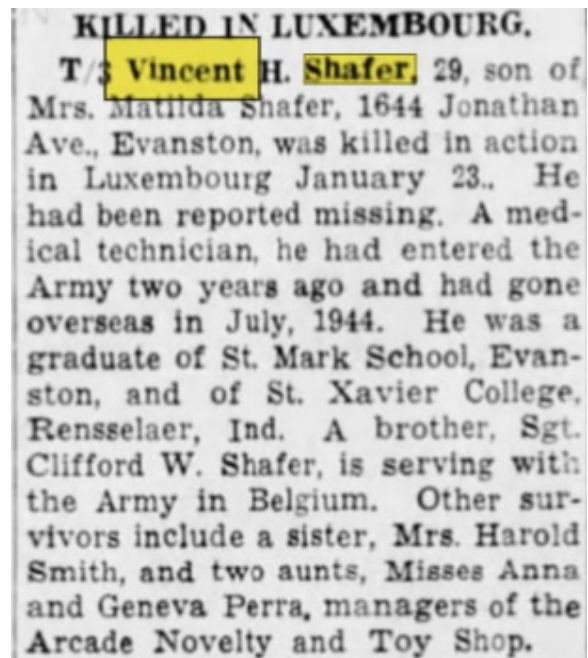 KILLED IN LUXEMBOURG.
T/3 Vincent H. Shafer, 29, son of
Mrs. Matilda Shafer, 1644 Jonathan
Ave., Evanston, was killed in action
in Luxembourg January 23.. He
had been reported missing. A med-
ical technician, he had entered the
Army two years ago and had gone
overseas in July, 1944. He was a
graduate of St. Mark School, Evan-
ston, and of St. Xavier College,
Rensselaer, Ind. A brother, Sgt.
Clifford W. Shafer, is serving with
the Army in Belgium. Other sur-
vivors include a sister, Mrs. Harold
Smith, and two aunts, Misses Anna
and Geneva Perra, managers of the
Arcade Novelty and Toy Shop.